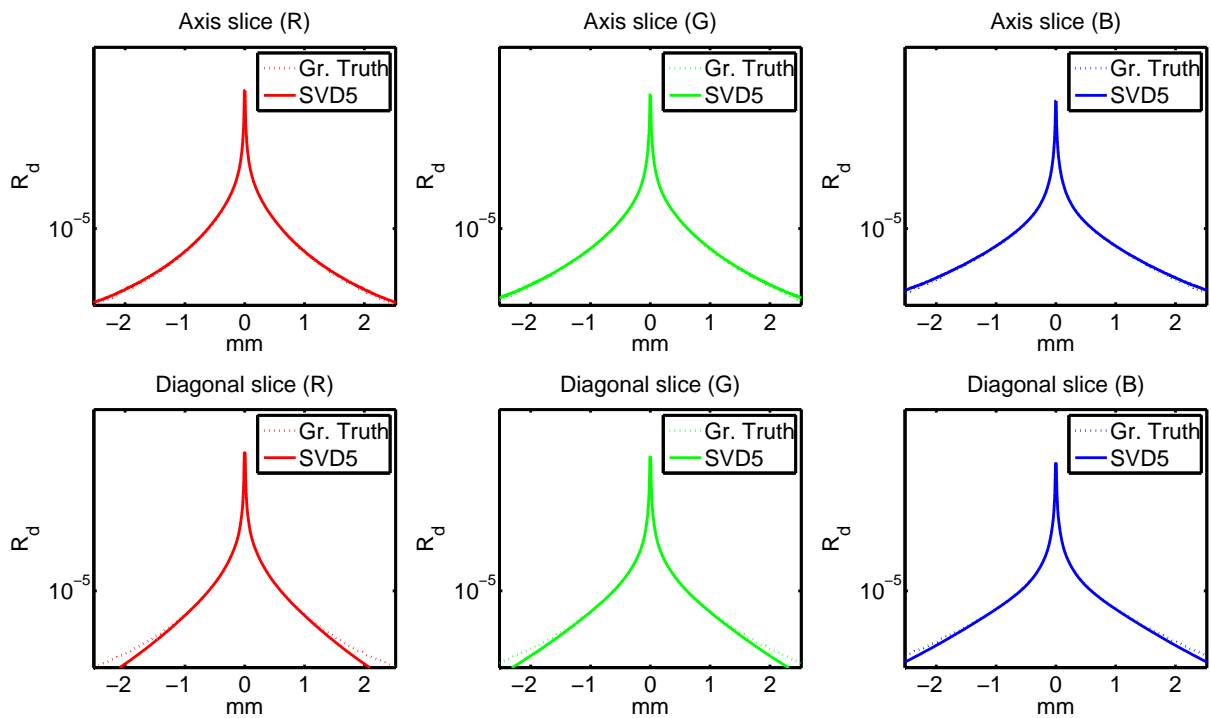 Axis slice (R)
Gr. Truth
SVD5
R_d
10^−5
−2 −1 0 1 2
mm
Axis slice (G)
Gr. Truth
SVD5
R_d
10^−5
−2 −1 0 1 2
mm
Axis slice (B)
Gr. Truth
SVD5
R_d
10^−5
−2 −1 0 1 2
mm
Diagonal slice (R)
Gr. Truth
SVD5
R_d
10^−5
−2 −1 0 1 2
mm
Diagonal slice (G)
Gr. Truth
SVD5
R_d
10^−5
−2 −1 0 1 2
mm
Diagonal slice (B)
Gr. Truth
SVD5
R_d
10^−5
−2 −1 0 1 2
mm